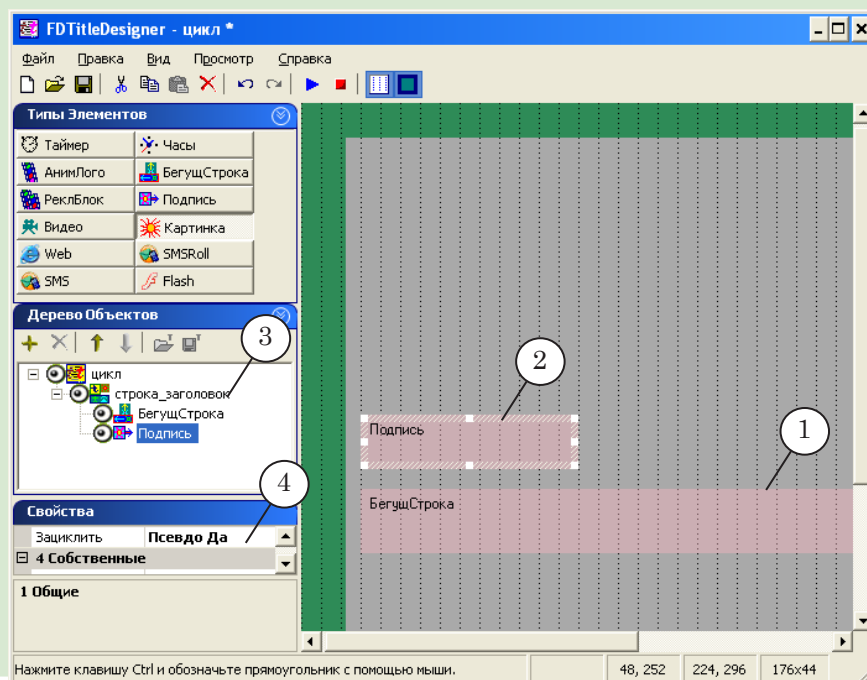 FDTitleDesigner - цикл *
Файл Правка Вид Просмотр Справка
Типы Элементов
Таймер Часы
АнимЛого БегущСтрока
РеклБлок Подпись
Видео Картинка
Web SMSRoll
SMS Flash
Дерево Объектов
3
цикл
строка_заголовок
БегущСтрока
Подпись
2
Подпись
1
БегущСтрока
4
Свойства
Зациклить Псевдо Да
4 Собственные
1 Общие
Нажмите клавишу Ctrl и обозначьте прямоугольник с помощью мыши. 48, 252 224, 296 176x44